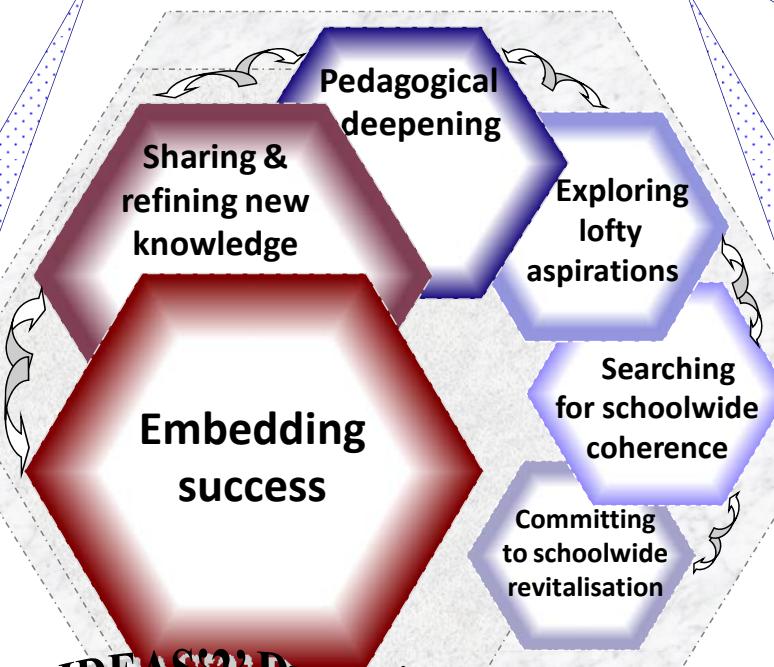 Pedagogical
deepening
Sharing &
refining new
knowledge
Exploring
lofty
aspirations
Searching
for schoolwide
coherence
Embedding
success
Committing
to schoolwide
revitalisation